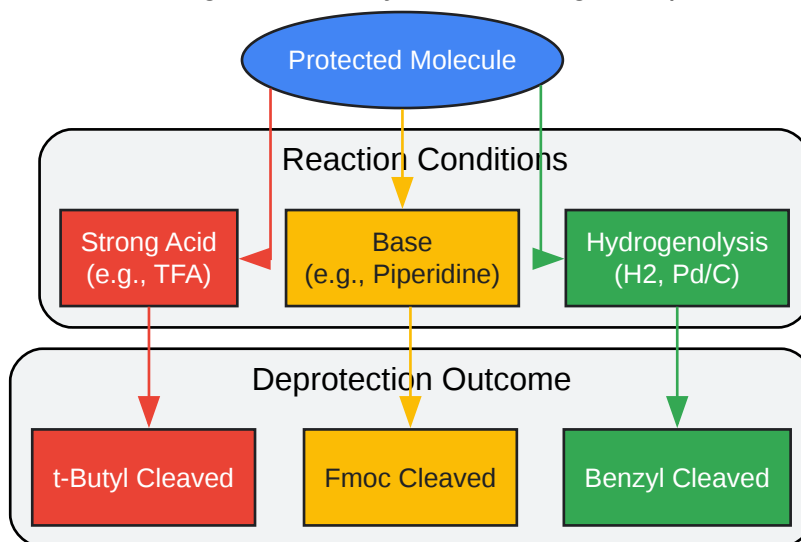 Protected Molecule
Reaction Conditions
Strong Acid
(e.g., TFA)
Base
(e.g., Piperidine)
Hydrogenolysis
(H2, Pd/C)
Deprotection Outcome
t-Butyl Cleaved
Fmoc Cleaved
Benzyl Cleaved